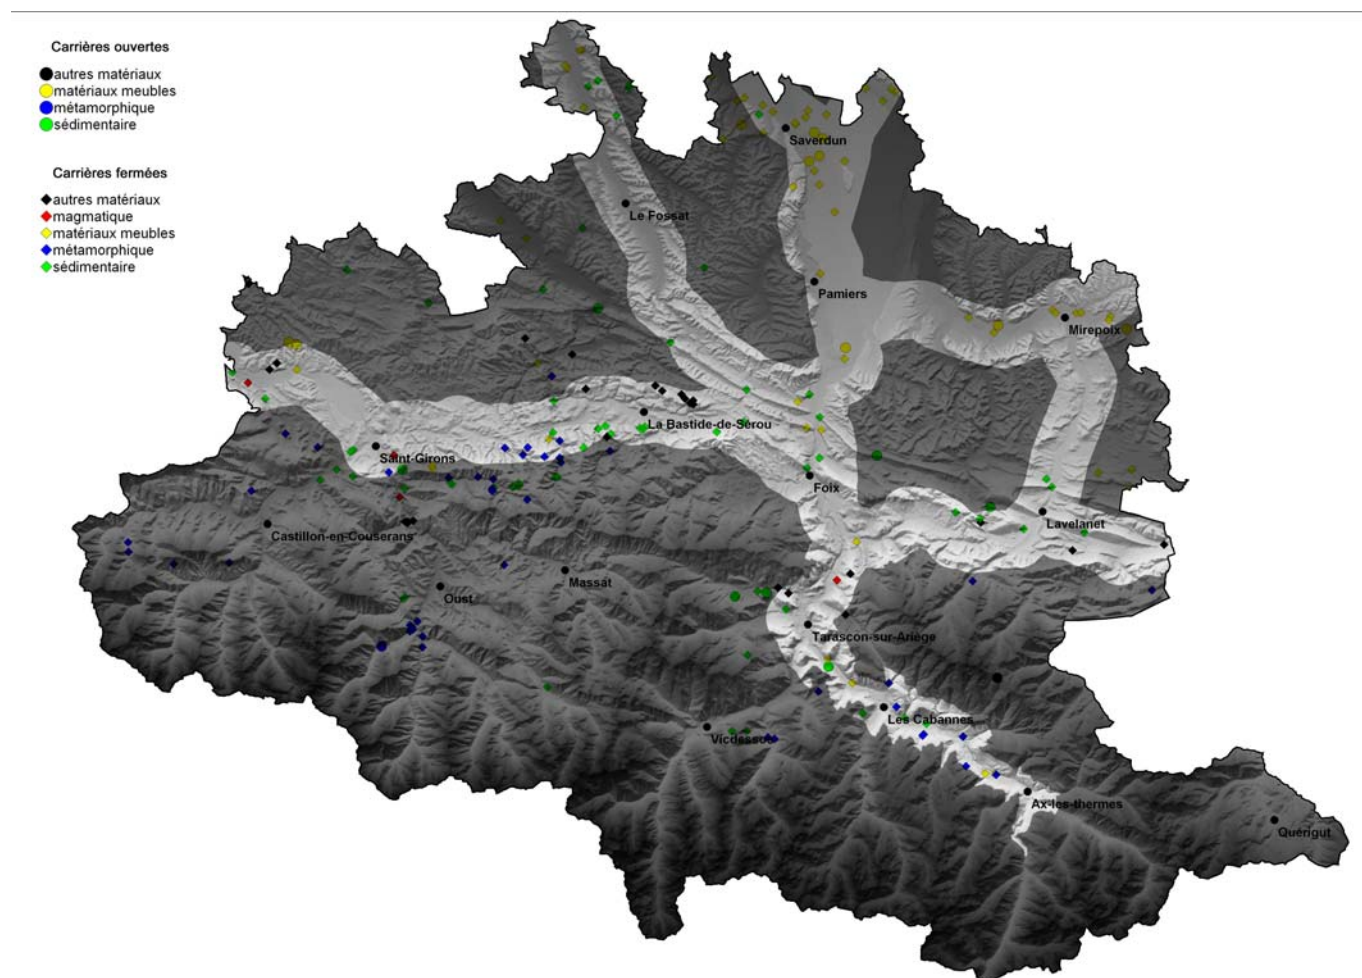 Carrières ouvertes
autres matériaux
matériaux meubles
métamorphique
sédimentaire
Carrières fermées
autres matériaux
magmatique
matériaux meubles
métamorphique
sédimentaire
Saverdun
Le Fossat
Pamiers
Mirepoix
La Bastide-de-Sérou
Saint-Girons
Foix
Lavelanet
Castillon-en-Couserans
Massat
Oust
Tarascon-sur-Ariège
Les Cabannes
Vicdessos
Ax-les-thermes
Quérigut